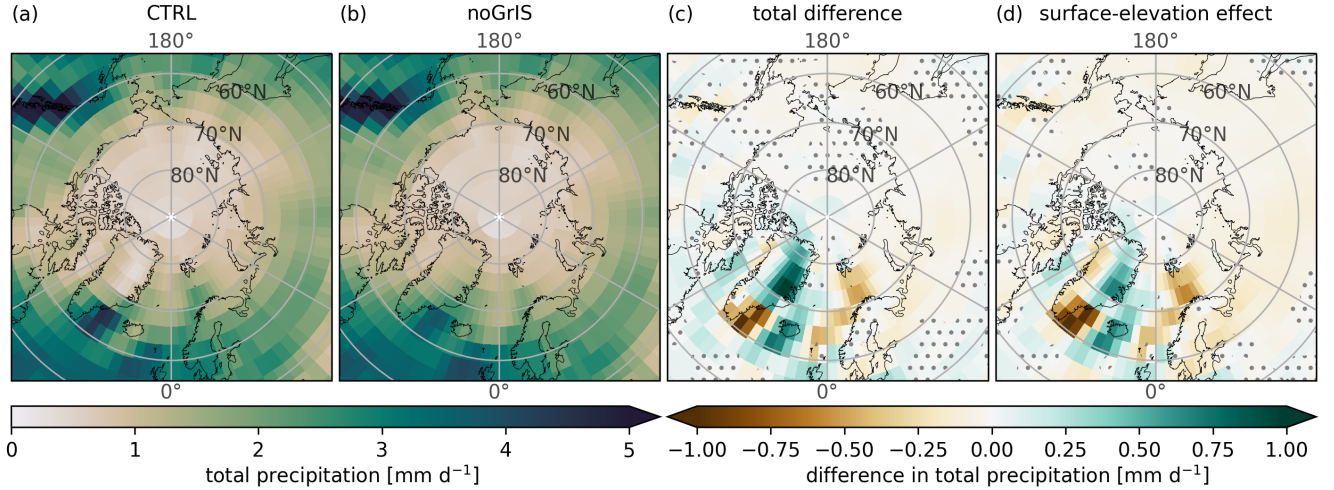 (a) CTRL
(b) noGrIS
(c) total difference
(d) surface-elevation effect
180° 180° 180° 180°
60°N 60°N 60°N 60°N
70°N 70°N 70°N 70°N
80°N 80°N 80°N 80°N
0° 0° 0° 0°
0 1 2 3 4 5
total precipitation [mm d⁻¹]
−1.00 −0.75 −0.50 −0.25 0.00 0.25 0.50 0.75 1.00
difference in total precipitation [mm d⁻¹]